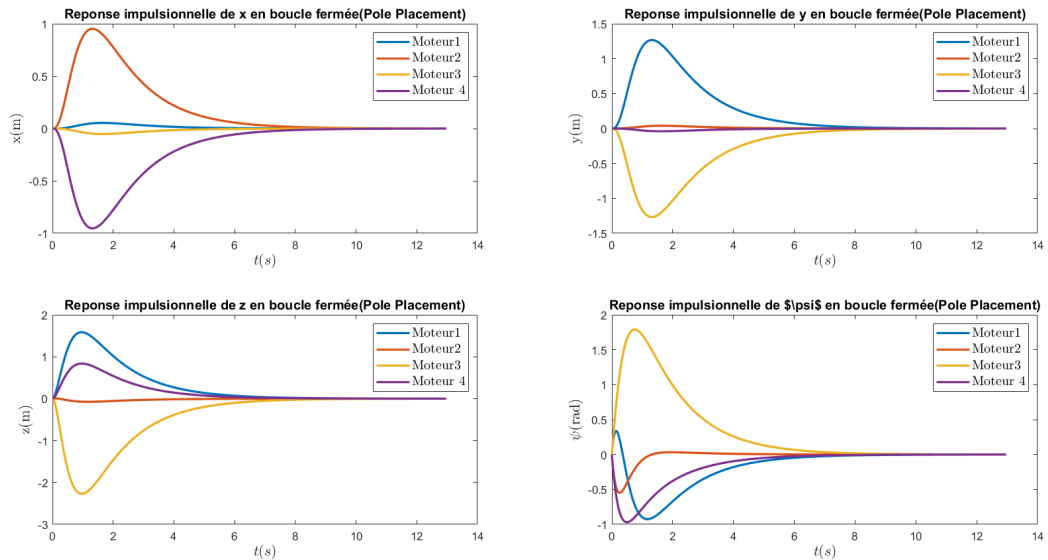 Reponse impulsionnelle de x en boucle fermée(Pole Placement)
1
0.5
0
-0.5
-1
x(m)
0 2 4 6 8 10 12 14
t(s)
Moteur1
Moteur2
Moteur3
Moteur 4
Reponse impulsionnelle de y en boucle fermée(Pole Placement)
1.5
1
0.5
0
-0.5
-1
-1.5
y(m)
0 2 4 6 8 10 12 14
t(s)
Moteur1
Moteur2
Moteur3
Moteur 4
Reponse impulsionnelle de z en boucle fermée(Pole Placement)
2
1
0
-1
-2
-3
z(m)
0 2 4 6 8 10 12 14
t(s)
Moteur1
Moteur2
Moteur3
Moteur 4
Reponse impulsionnelle de $\psi$ en boucle fermée(Pole Placement)
2
1.5
1
0.5
0
-0.5
-1
ψ(rad)
0 2 4 6 8 10 12 14
t(s)
Moteur1
Moteur2
Moteur3
Moteur 4